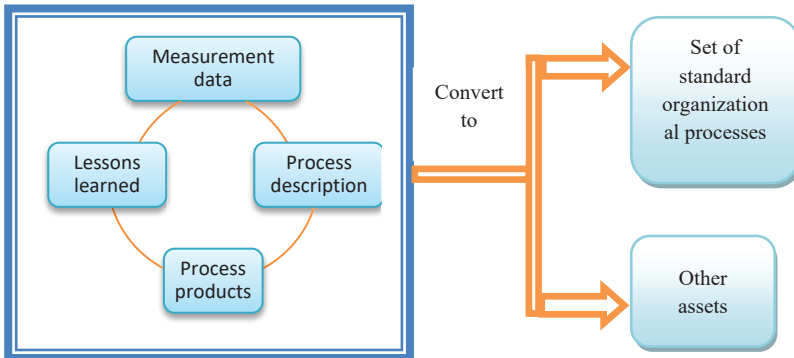 Measurement
data
Lessons
learned
Process
description
Process
products
Convert
to
Set of
standard
organization
al processes
Other
assets